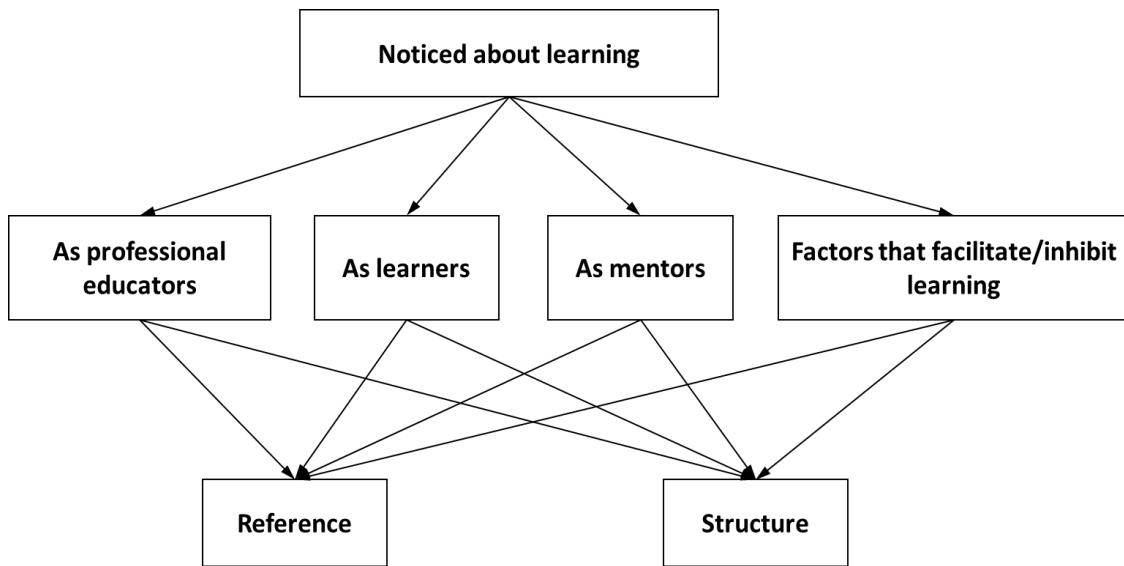 Noticed about learning
As professional
educators
As learners
As mentors
Factors that facilitate/inhibit
learning
Reference
Structure